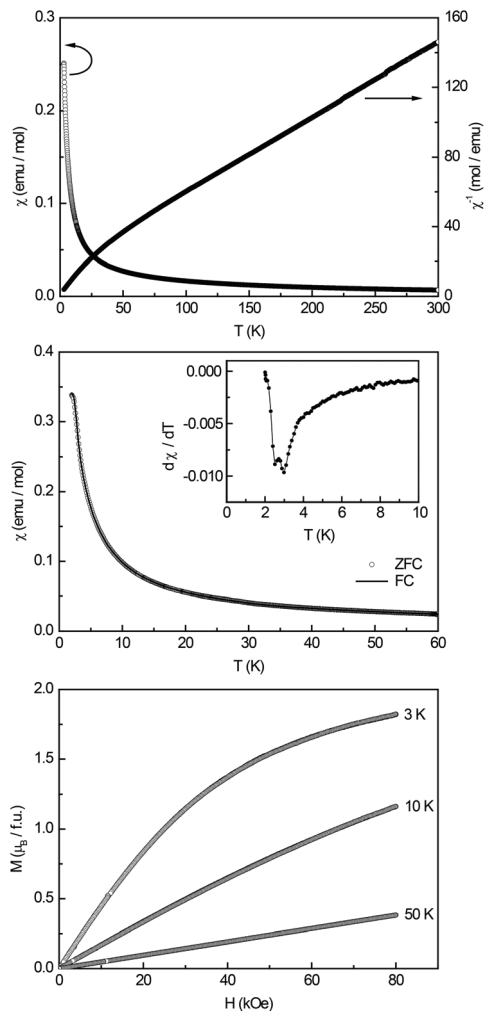 0.3
0.2
0.1
0.0
χ (emu / mol)
160
120
80
40
0
χ⁻¹ (mol / emu)
0 50 100 150 200 250 300
T (K)
0.4
0.3
0.2
0.1
0.0
χ (emu / mol)
0.000
-0.005
-0.010
dχ / dT
0 2 4 6 8 10
T (K)
ZFC
FC
0 10 20 30 40 50 60
T (K)
2.0
1.5
1.0
0.5
0.0
M (μ_B / f.u.)
3 K
10 K
50 K
0 20 40 60 80
H (kOe)